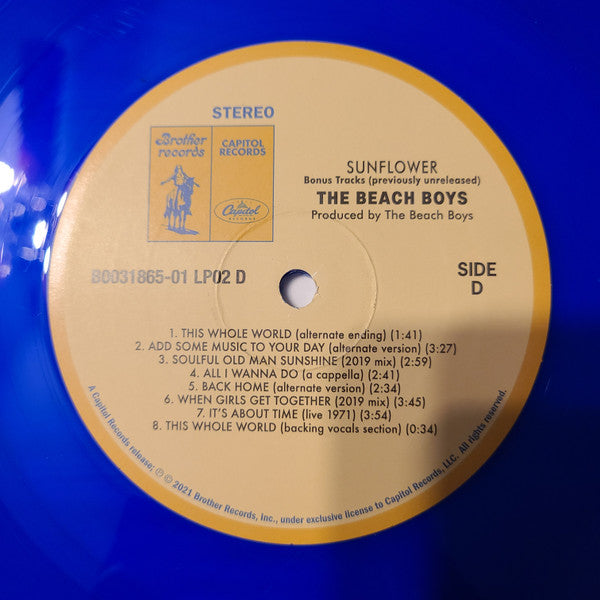 STEREO
Brother
records
CAPITOL
RECORDS
Capitol
RECORDS
SUNFLOWER
Bonus Tracks (previously unreleased)
THE BEACH BOYS
Produced by The Beach Boys
B0031865-01 LP02 D
SIDE
D
1. THIS WHOLE WORLD (alternate ending) (1:41)
2. ADD SOME MUSIC TO YOUR DAY (alternate version) (3:27)
3. SOULFUL OLD MAN SUNSHINE (2019 mix) (2:59)
4. ALL I WANNA DO (a cappella) (2:41)
5. BACK HOME (alternate version) (2:34)
6. WHEN GIRLS GET TOGETHER (2019 mix) (3:45)
7. IT'S ABOUT TIME (live 1971) (3:54)
8. THIS WHOLE WORLD (backing vocals section) (0:34)
A Capitol Records release; ℗ © 2021 Brother Records, Inc., under exclusive license to Capitol Records, LLC. All rights reserved.